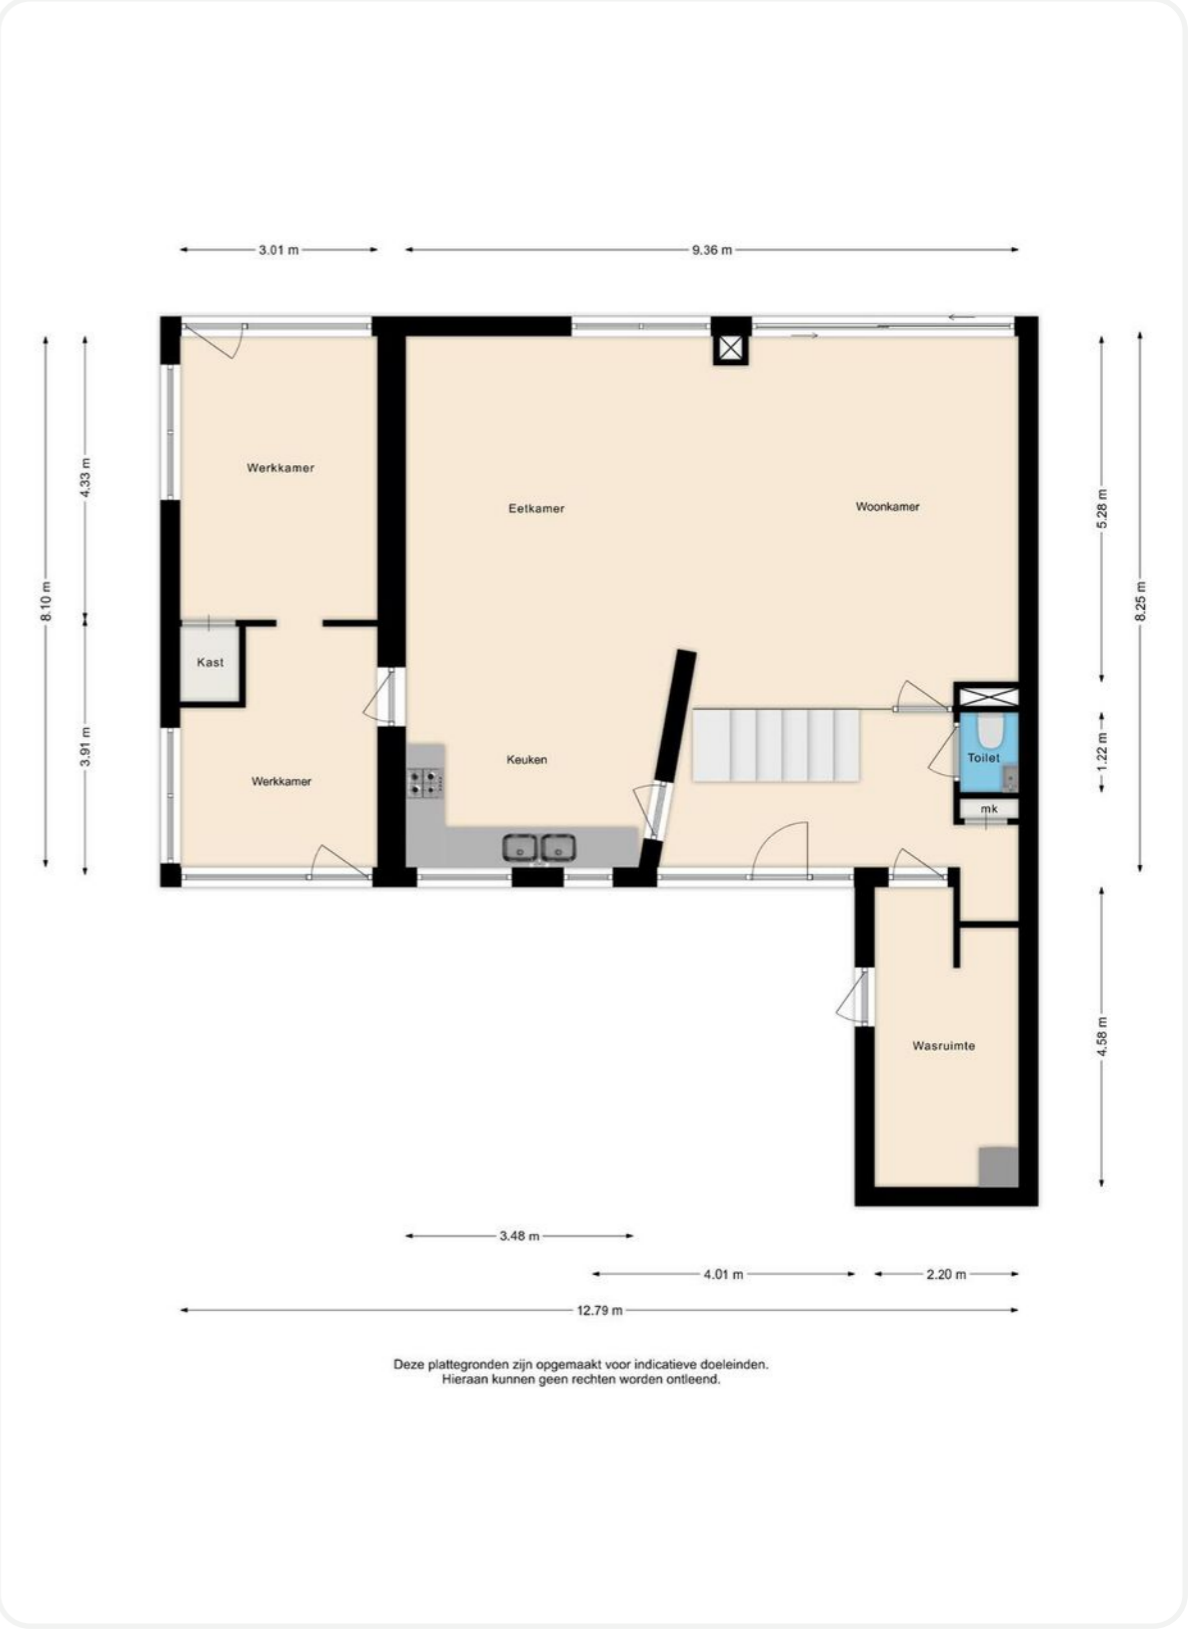 3.01 m
9.36 m
Werkkamer
Eetkamer
Woonkamer
4.33 m
5.28 m
8.10 m
8.25 m
Kast
3.91 m
Werkkamer
Keuken
Toilet
1.22 m
mk
Wasruimte
4.58 m
3.48 m
4.01 m
2.20 m
12.79 m
Deze plattegronden zijn opgemaakt voor indicatieve doeleinden.
Hieraan kunnen geen rechten worden ontleend.